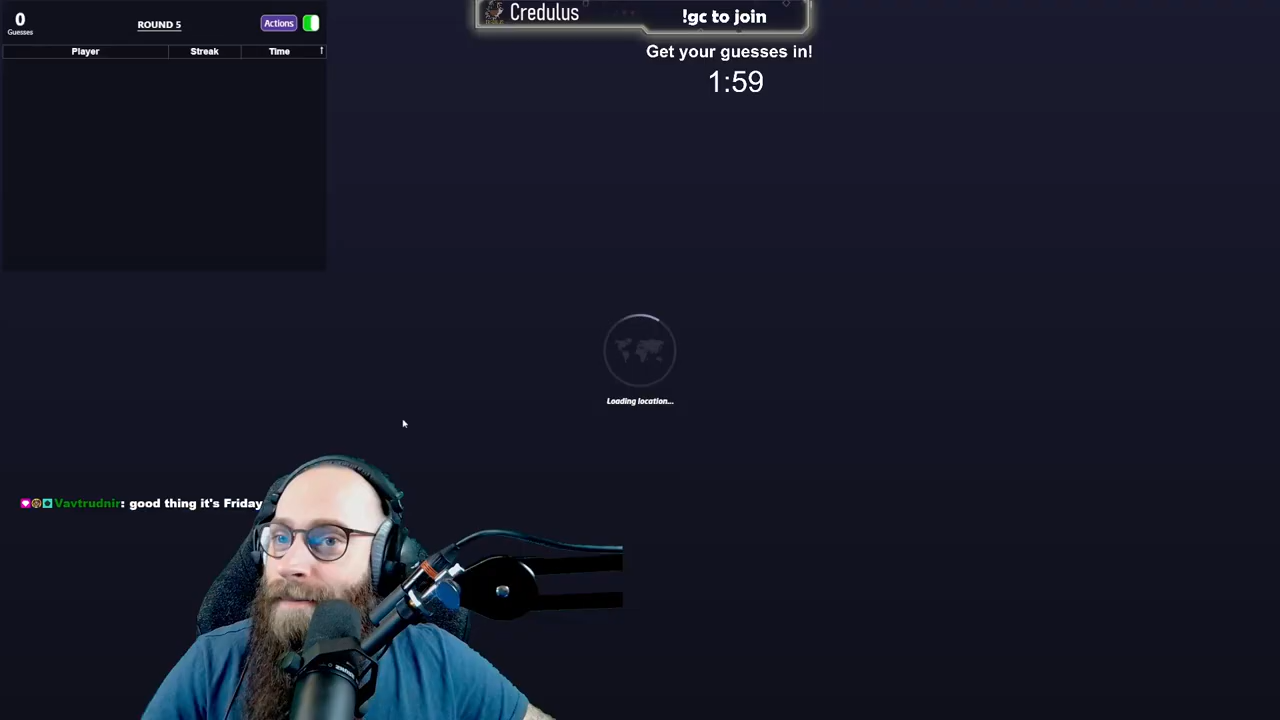 0
Guesses
ROUND 5
Actions
Player Streak Time ↑
Credulus
!gc to join
Get your guesses in!
1:59
Loading location...
Vavtrudnir: good thing it's Friday